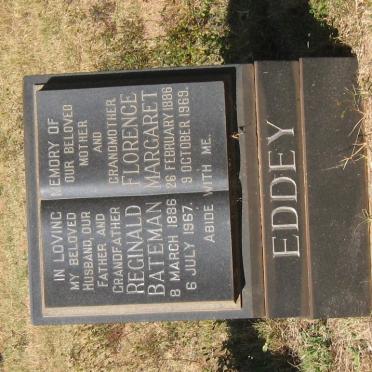 IN LOVING
MY BELOVED
HUSBAND, OUR
FATHER AND
GRANDFATHER
REGINALD
BATEMAN
8 MARCH 1886
6 JULY 1967.
MEMORY OF
OUR BELOVED
MOTHER
AND
GRANDMOTHER
FLORENCE
MARGARET
26 FEBRUARY 1886
9 OCTOBER 1969.
ABIDE WITH ME.
EDDEY